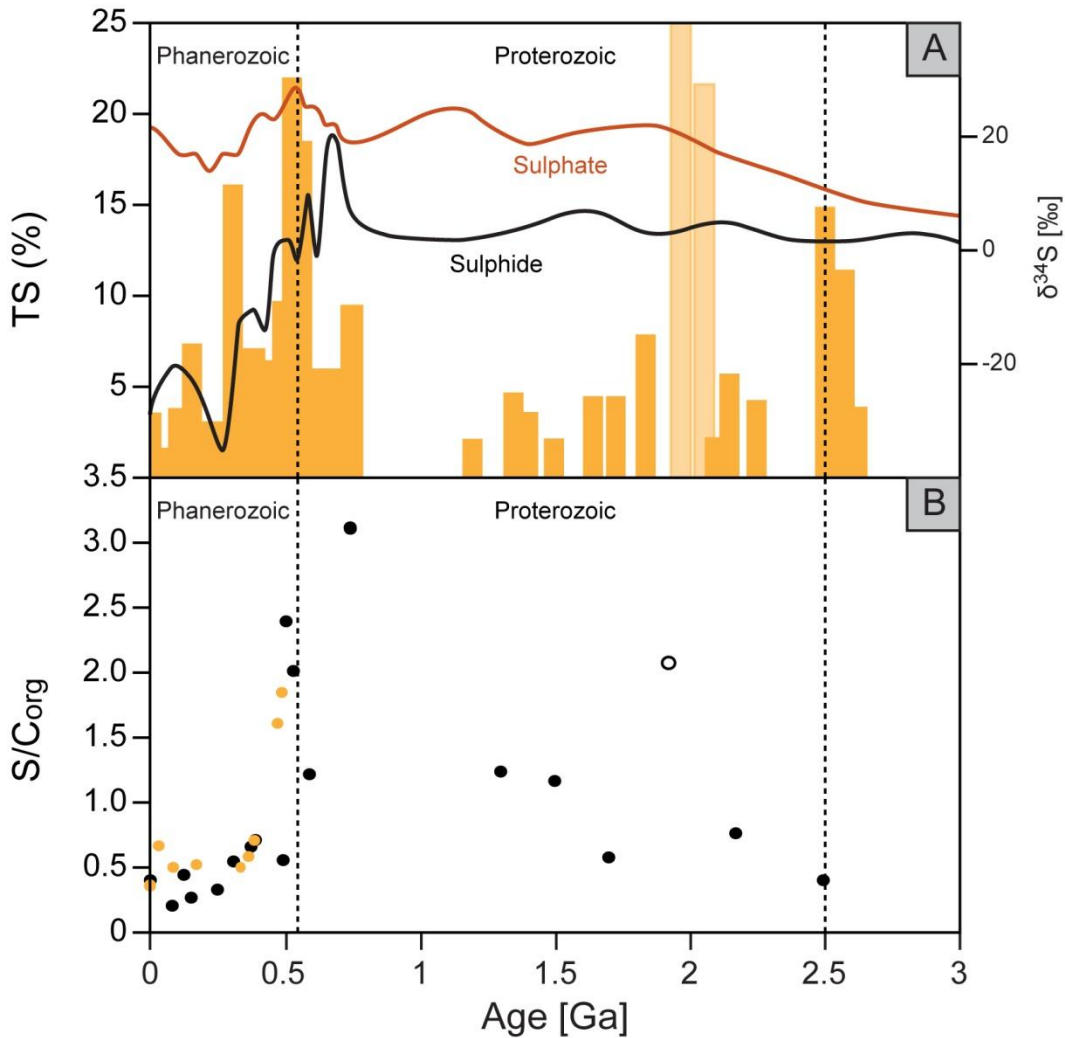 25
20
15
10
5
3.5
TS (%)
Phanerozoic
Proterozoic
A
Sulphate
Sulphide
20
0
-20
δ³⁴S [‰]
Phanerozoic
Proterozoic
B
3.0
2.5
2.0
1.5
1.0
0.5
0
S/Corg
0
0.5
1
1.5
2
2.5
3
Age [Ga]